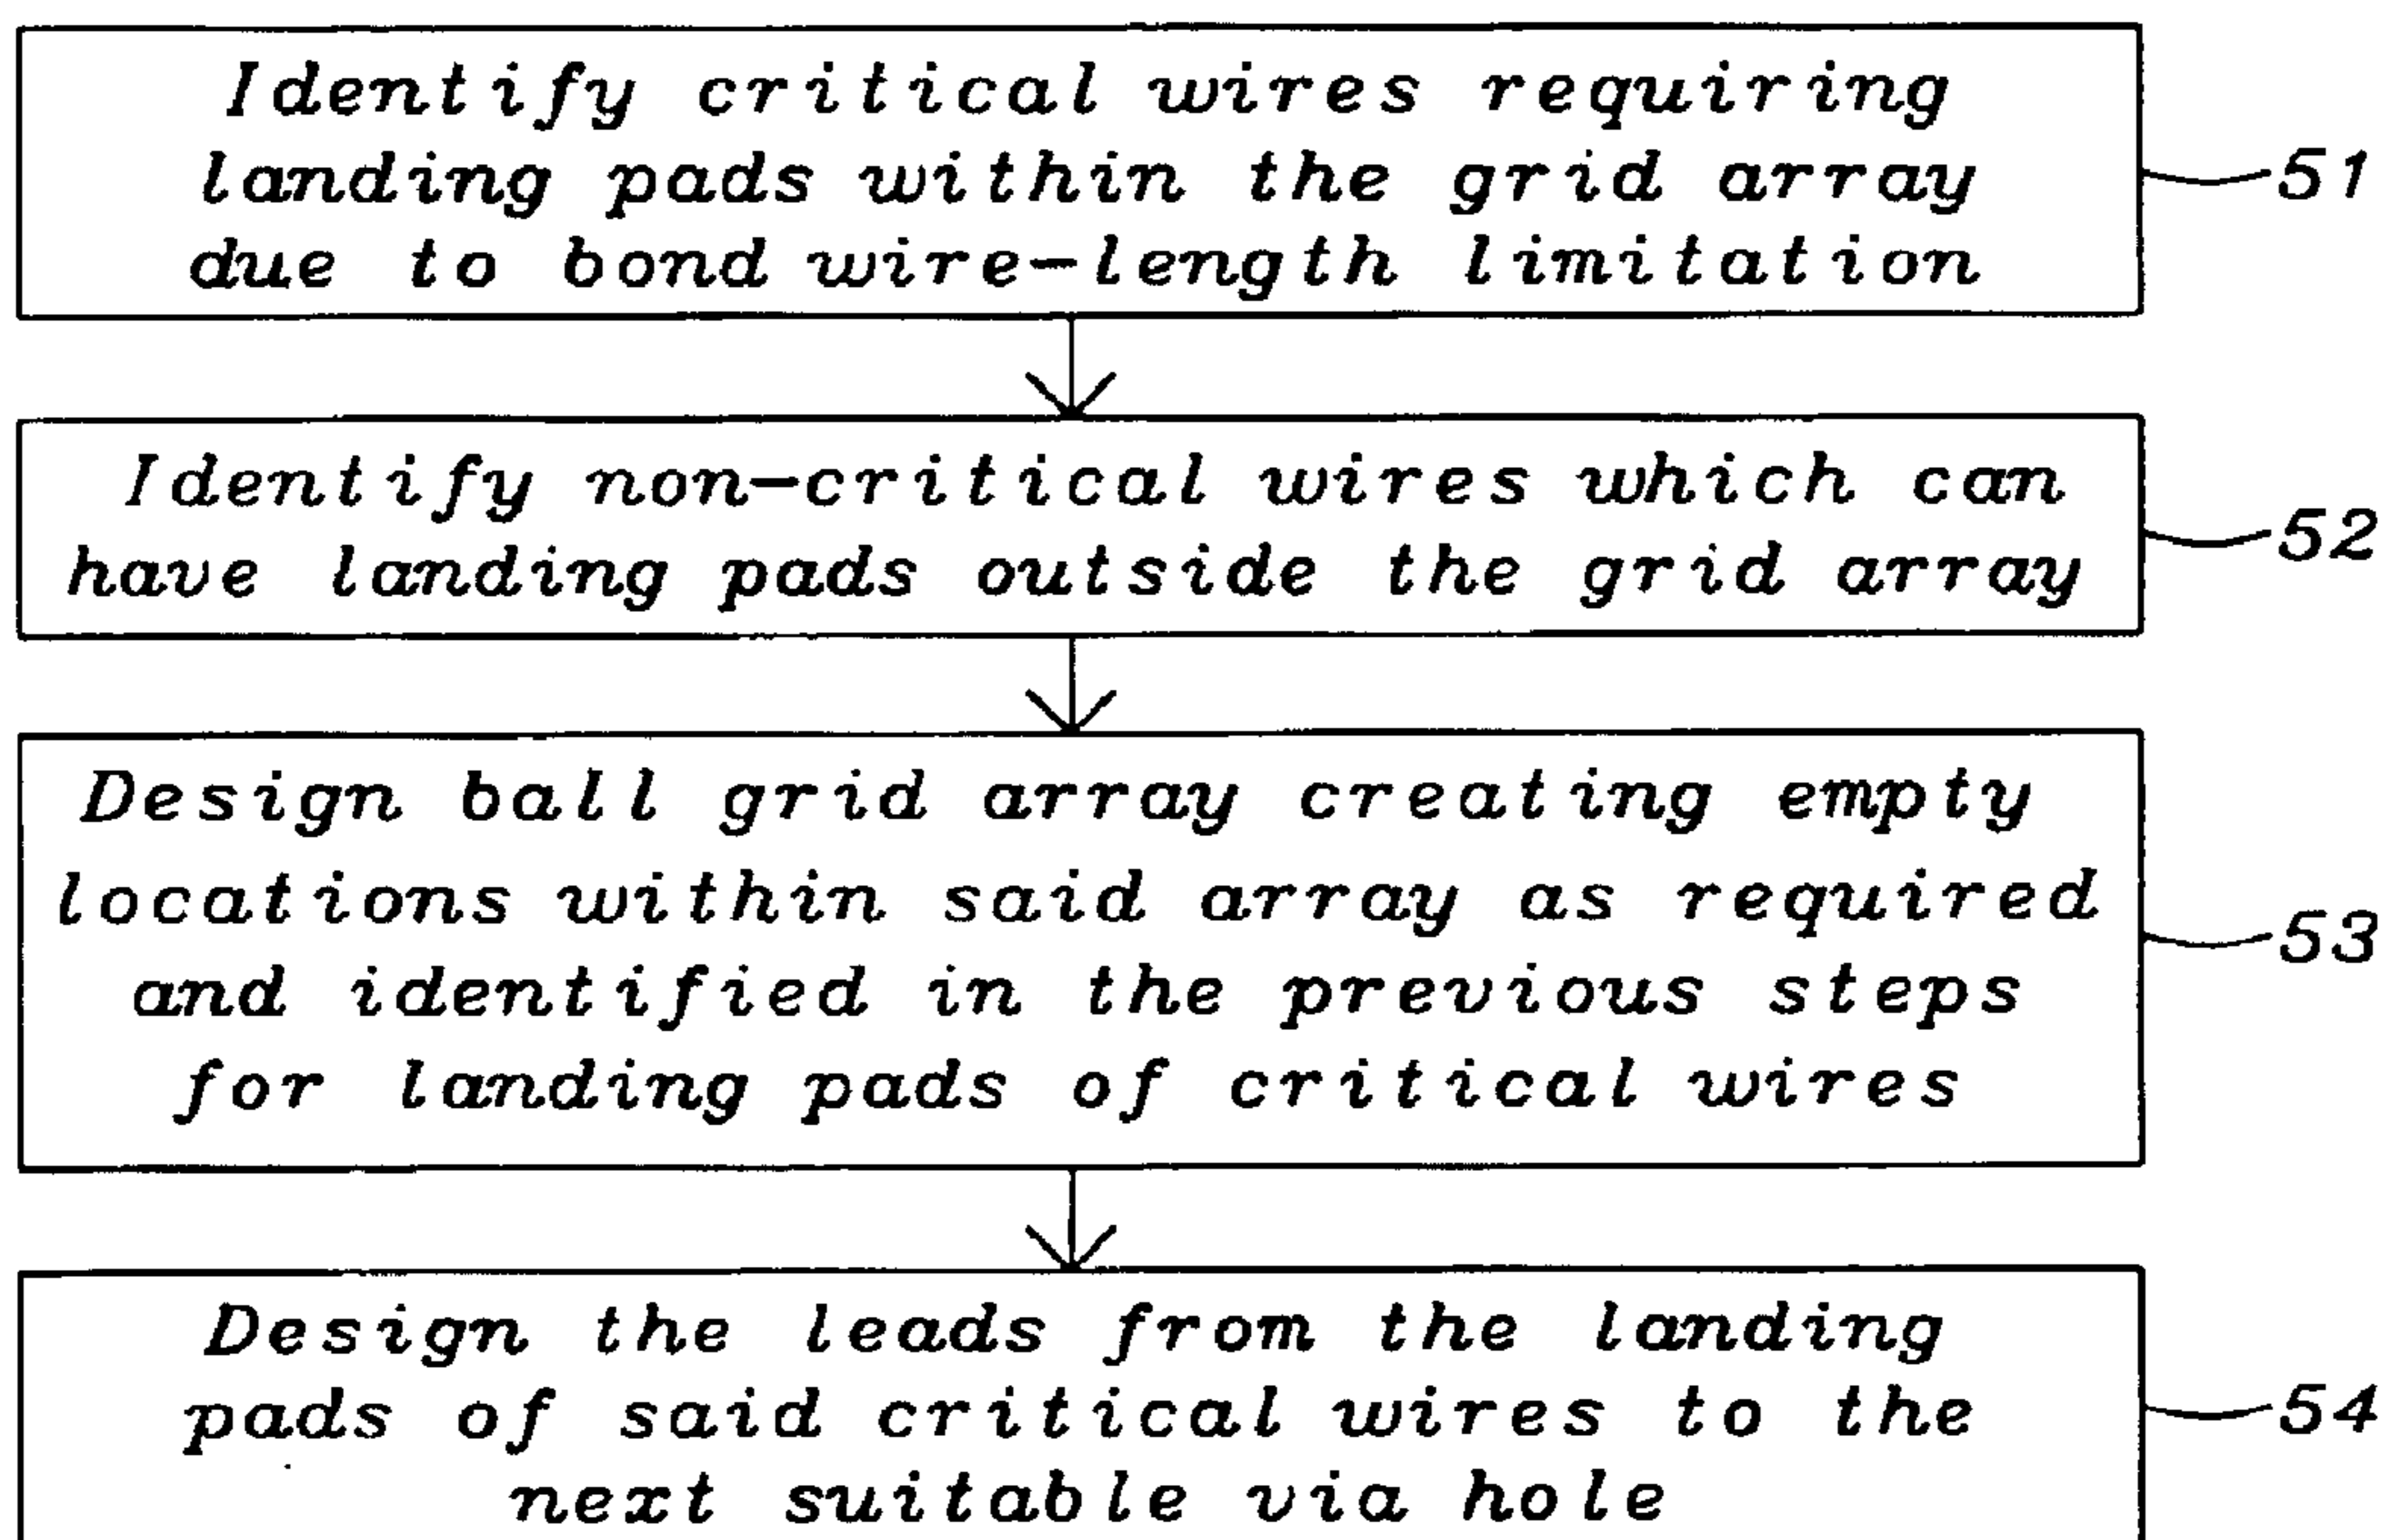 Identify critical wires requiring
landing pads within the grid array
due to bond wire-length limitation
51
Identify non-critical wires which can
have landing pads outside the grid array
52
Design ball grid array creating empty
locations within said array as required
and identified in the previous steps
for landing pads of critical wires
53
Design the leads from the landing
pads of said critical wires to the
next suitable via hole
54